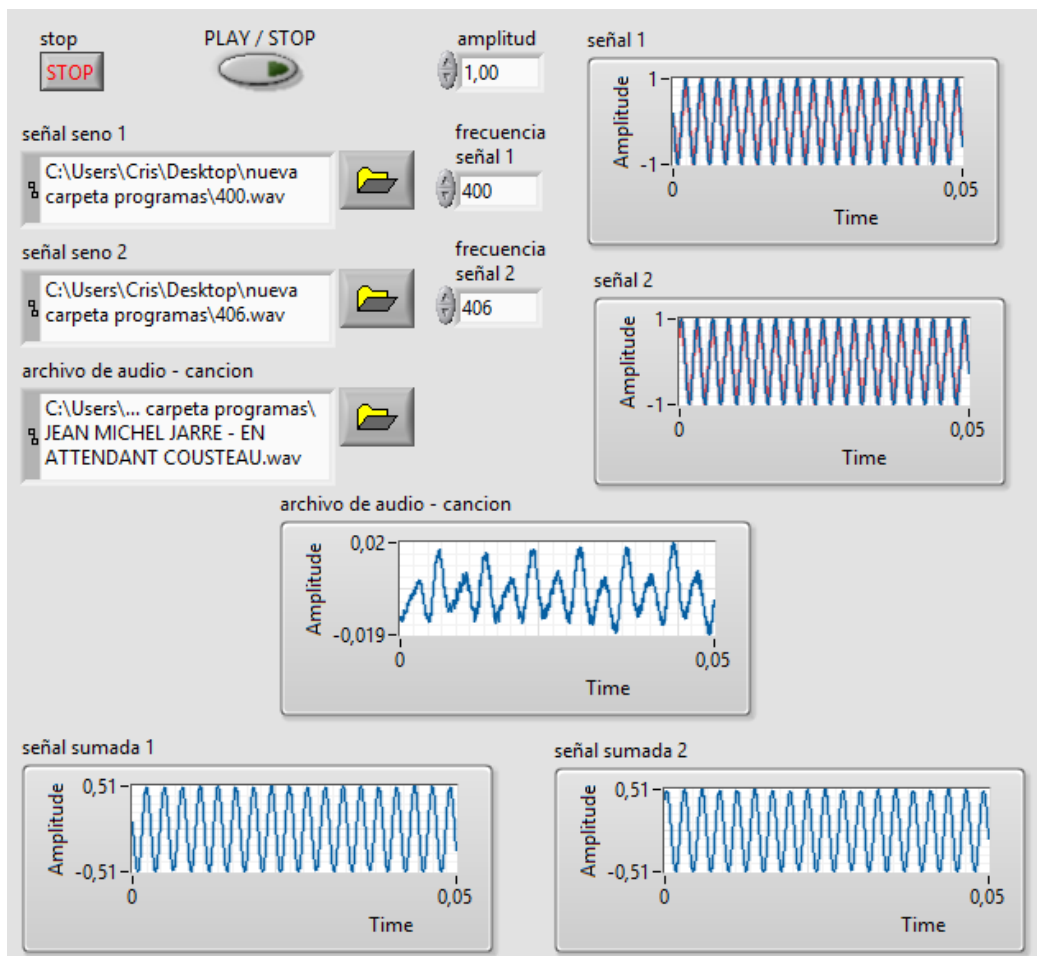 stop
STOP
PLAY / STOP
amplitud
1,00
señal seno 1
C:\Users\Cris\Desktop\nueva
carpeta programas\400.wav
frecuencia
señal 1
400
señal seno 2
C:\Users\Cris\Desktop\nueva
carpeta programas\406.wav
frecuencia
señal 2
406
archivo de audio - cancion
C:\Users\... carpeta programas\
JEAN MICHEL JARRE - EN
ATTENDANT COUSTEAU.wav
señal 1
Amplitude
1
-1
0
0,05
Time
señal 2
Amplitude
1
-1
0
0,05
Time
archivo de audio - cancion
Amplitude
0,02
-0,019
0
0,05
Time
señal sumada 1
Amplitude
0,51
-0,51
0
0,05
Time
señal sumada 2
Amplitude
0,51
-0,51
0
0,05
Time